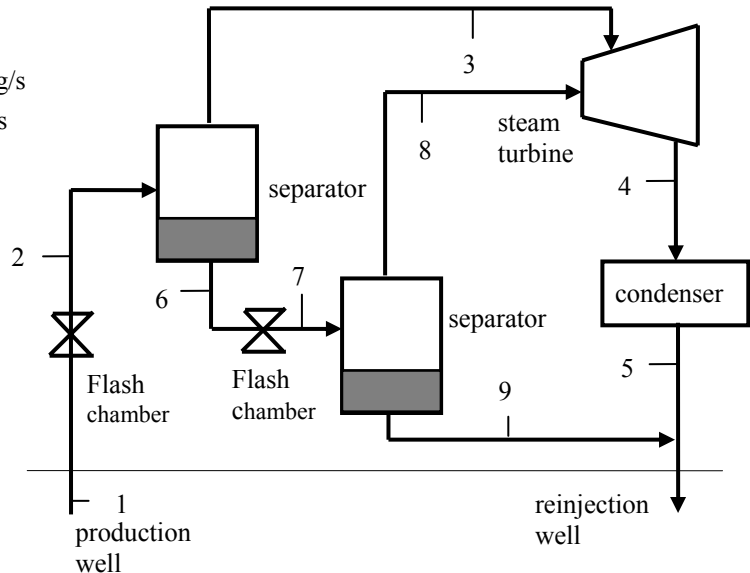 3
g/s
s
steam
turbine
8
separator
4
2
7
6
condenser
separator
5
Flash
chamber
Flash
chamber
9
1
production
well
reinjection
well